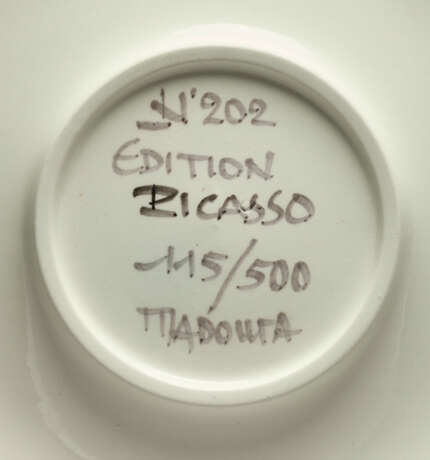 N'202
EDITION
PICASSO
115/500
MADOURA